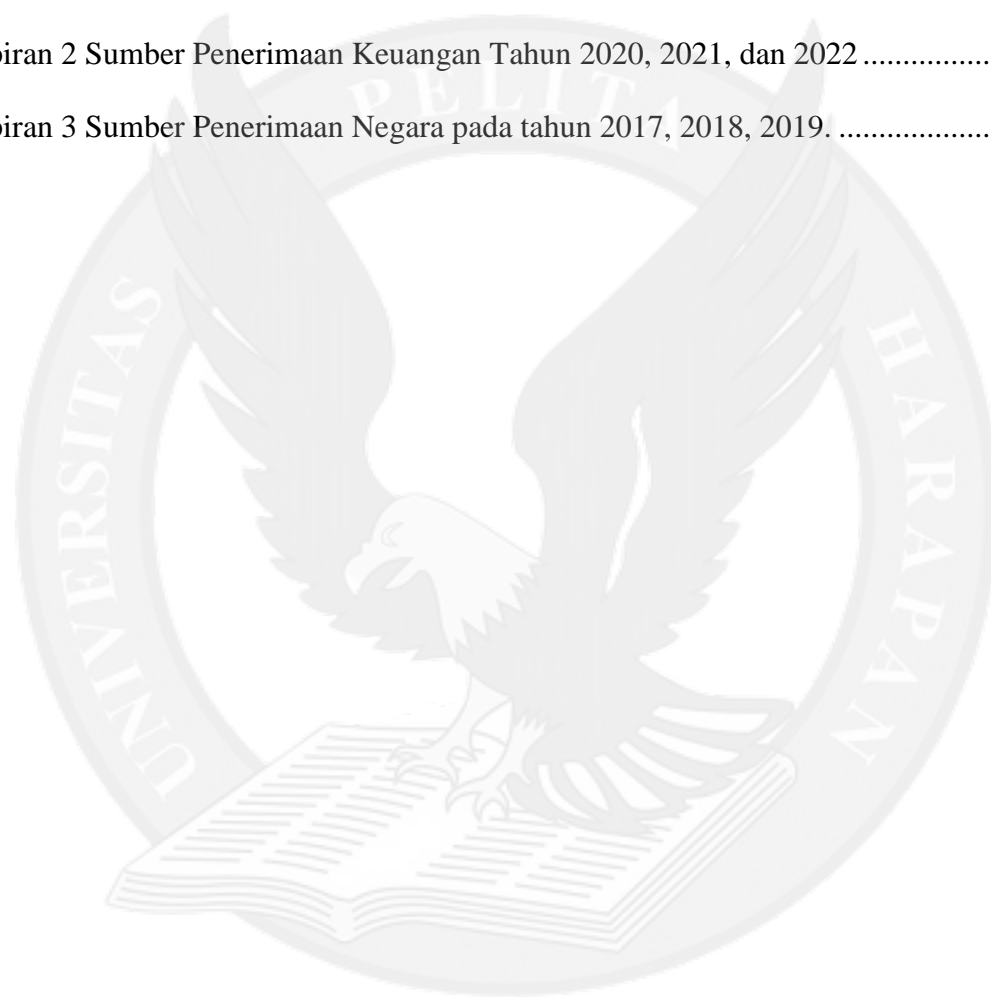 piran 2 Sumber Penerimaan Keuangan Tahun 2020, 2021, dan 2022 ................
piran 3 Sumber Penerimaan Negara pada tahun 2017, 2018, 2019. ...................
UNIVERSITAS PELITA HARAPAN